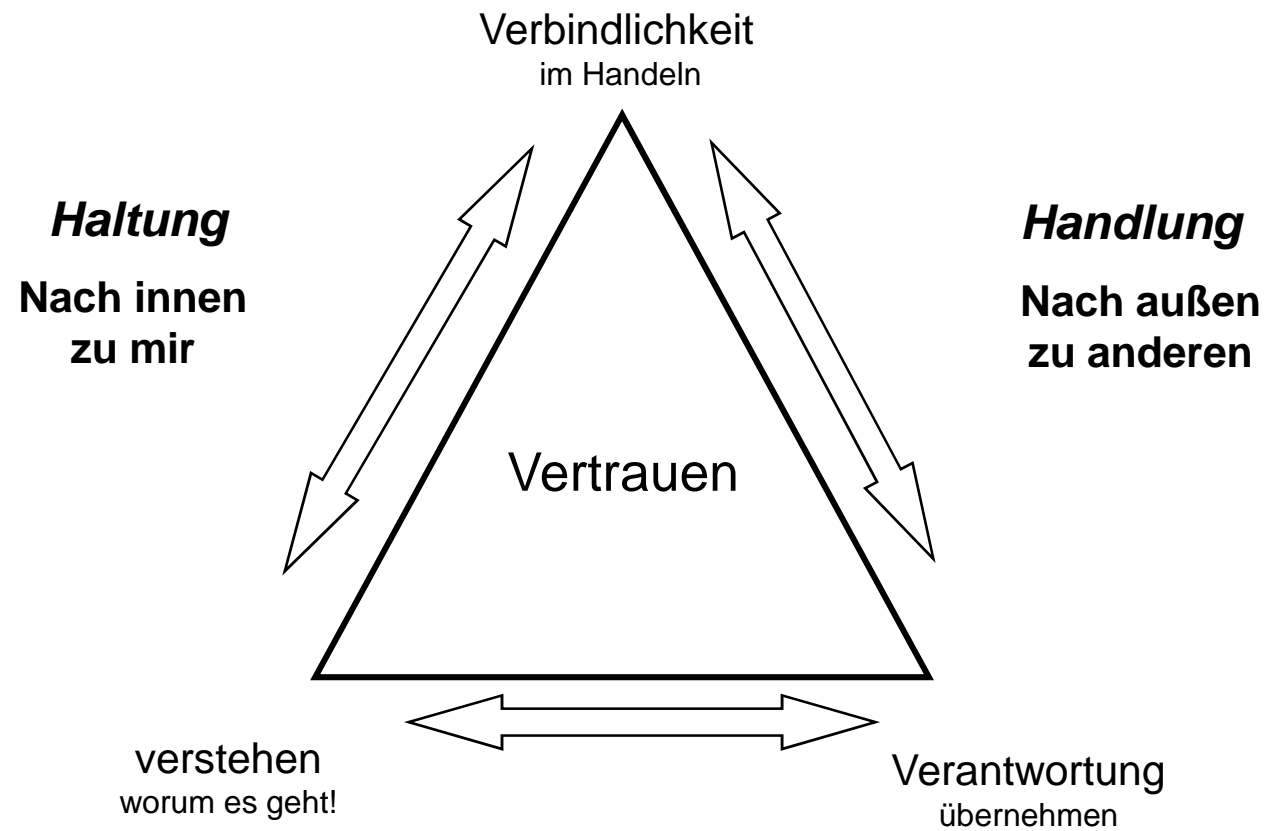 Verbindlichkeit
im Handeln
Haltung
Nach innen
zu mir
Handlung
Nach außen
zu anderen
Vertrauen
verstehen
worum es geht!
Verantwortung
übernehmen